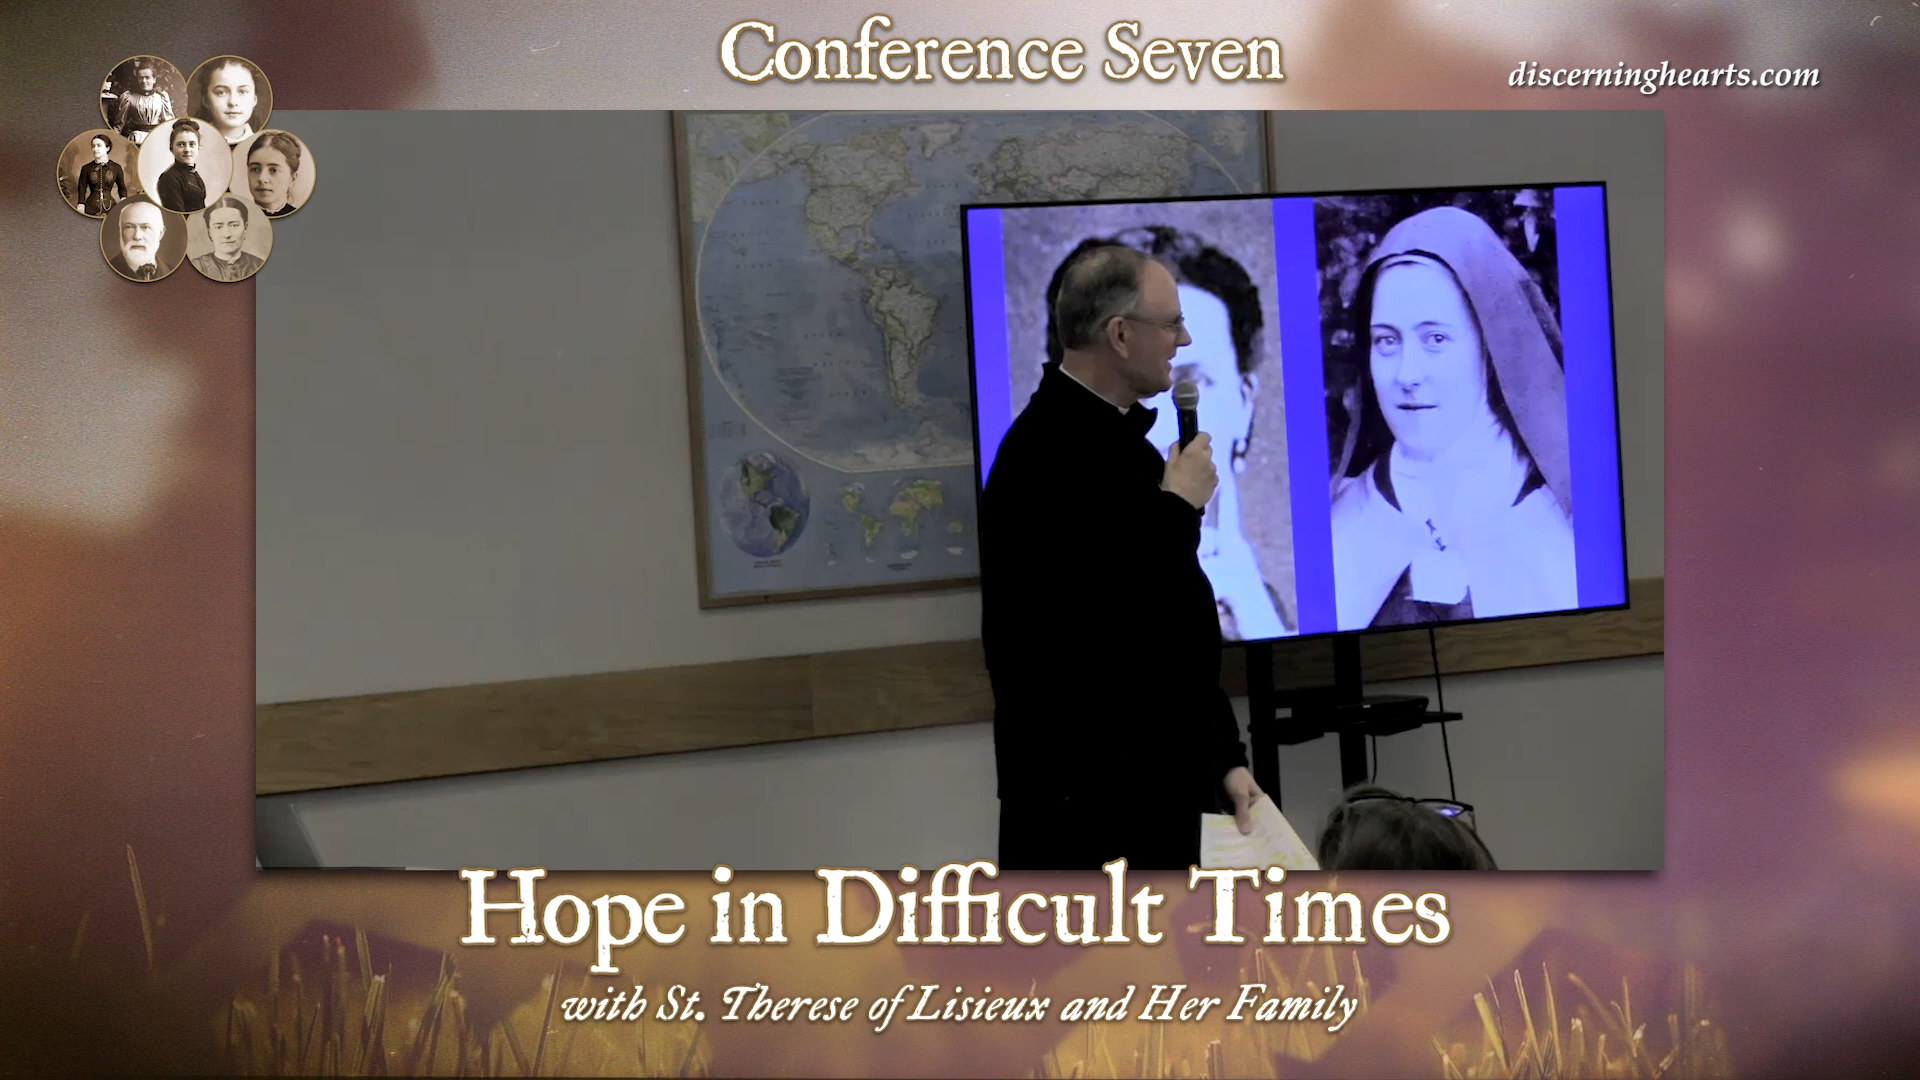 Conference Seven
discerninghearts.com
Hope in Difficult Times
with St. Therese of Lisieux and Her Family